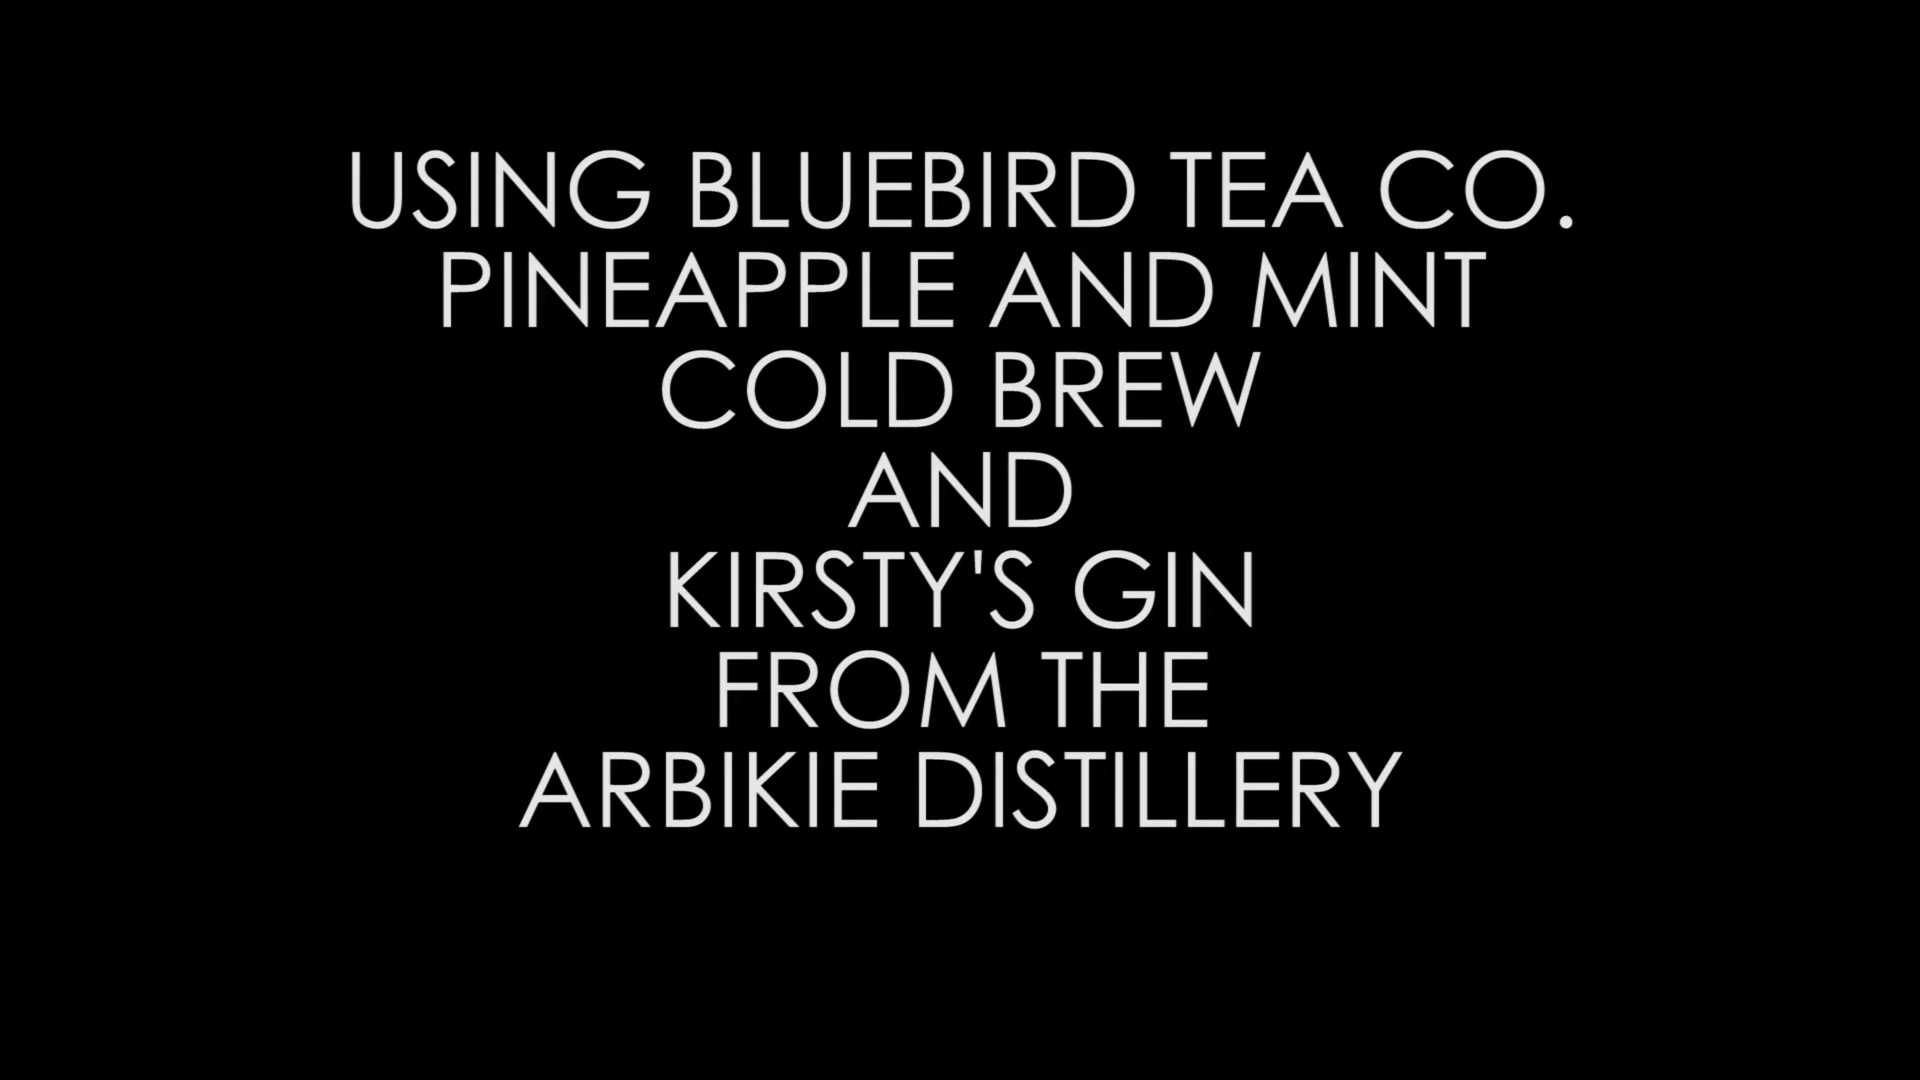 USING BLUEBIRD TEA CO.
PINEAPPLE AND MINT
COLD BREW
AND
KIRSTY'S GIN
FROM THE
ARBIKIE DISTILLERY